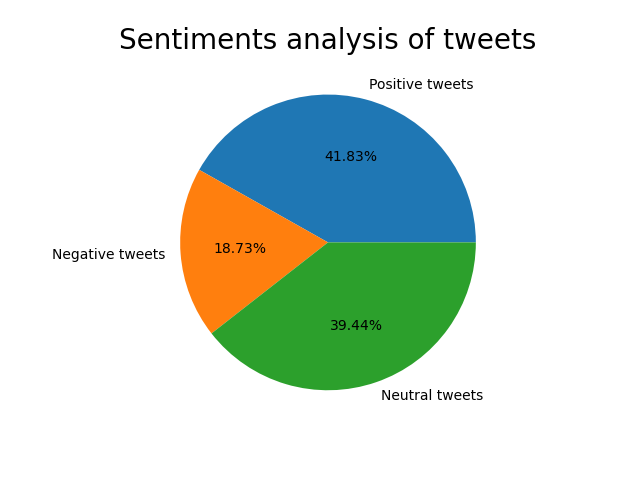 Sentiments analysis of tweets
Positive tweets
41.83%
Negative tweets
18.73%
39.44%
Neutral tweets